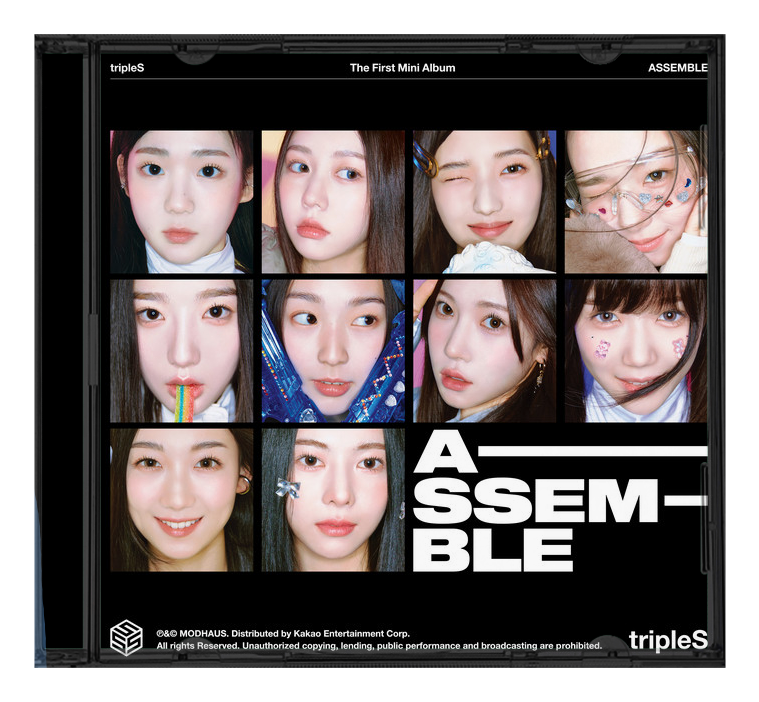 tripleS The First Mini Album ASSEMBLE
A—
SSEM–
BLE
℗&© MODHAUS. Distributed by Kakao Entertainment Corp.
All rights Reserved. Unauthorized copying, lending, public performance and broadcasting are prohibited.
tripleS